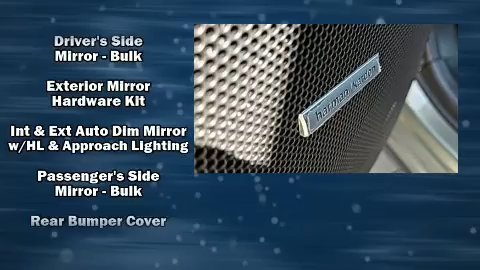 Driver's Side
Mirror - Bulk
Exterior Mirror
Hardware Kit
Int & Ext Auto Dim Mirror
w/HL & Approach Lighting
Passenger's Side
Mirror - Bulk
Rear Bumper Cover
harman/kardon